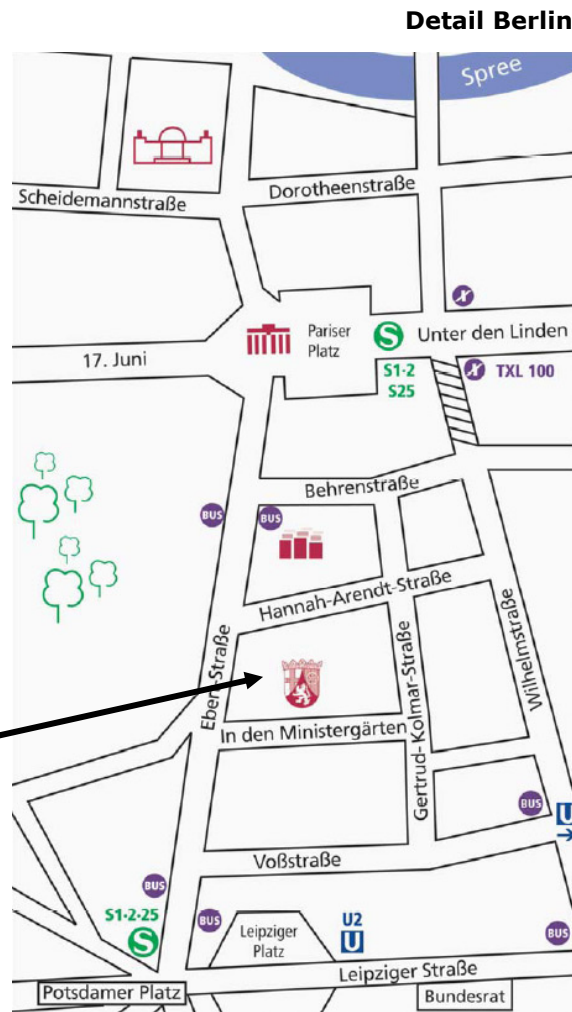 Detail Berlin
Spree
Scheidemannstraße
Dorotheenstraße
Pariser
Platz
S
Unter den Linden
17. Juni
S1·2
S25
TXL 100
Behrenstraße
BUS
BUS
Hannah-Arendt-Straße
Ebert-Straße
Gertrud-Kolmar-Straße
Wilhelmstraße
In den Ministergärten
BUS
U
Voßstraße
BUS
S1·2·25
S
BUS
Leipziger
Platz
U2
U
BUS
Leipziger Straße
Potsdamer Platz
Bundesrat